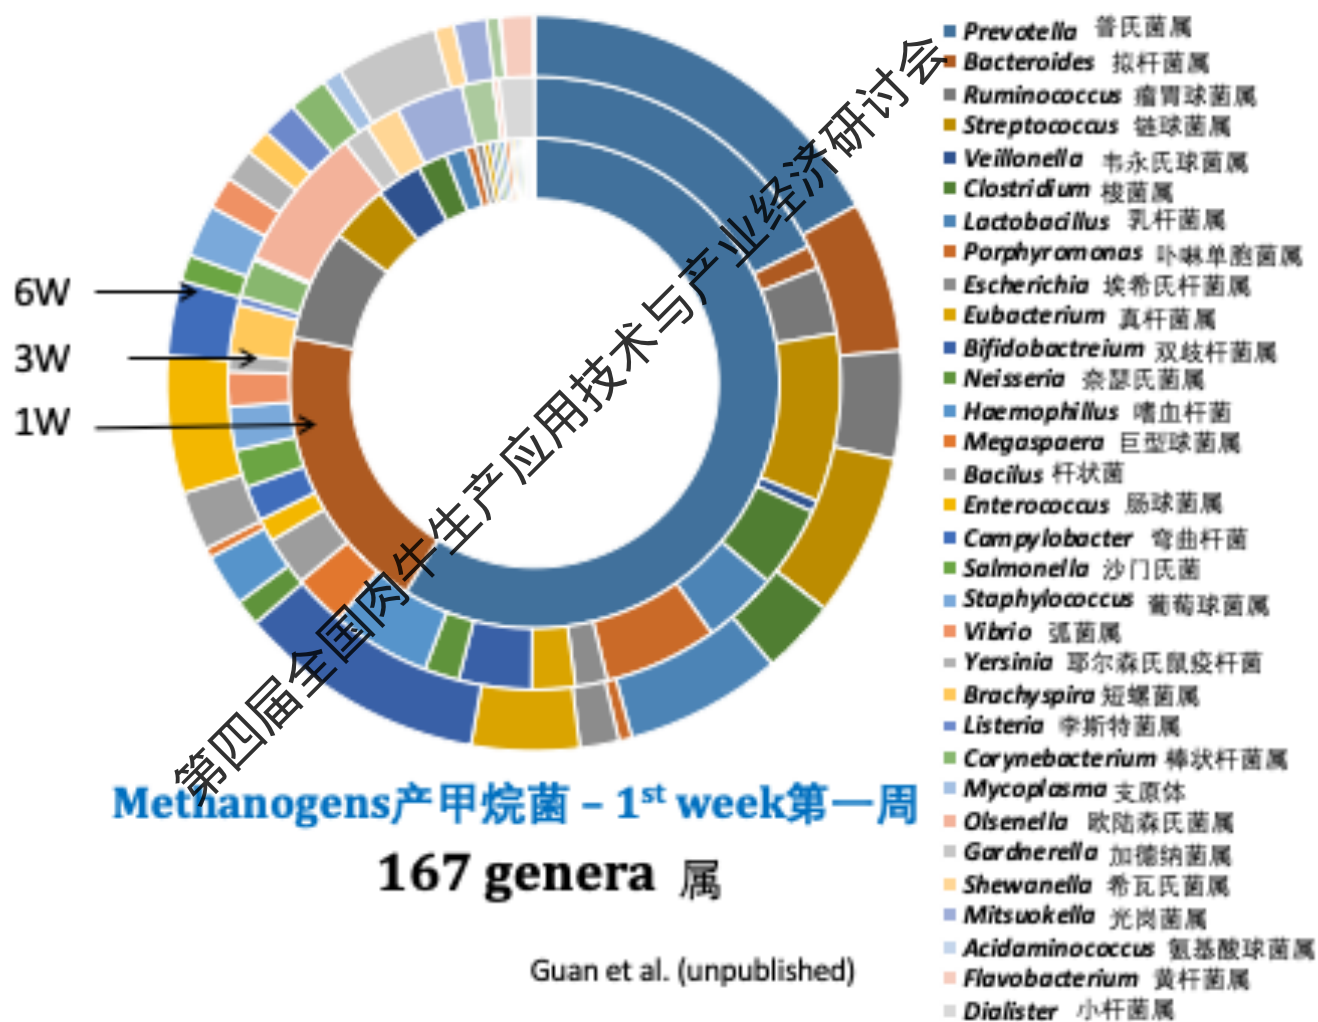 Prevotella 普氏菌属
Bacteroides 拟杆菌属
Ruminococcus 瘤胃球菌属
Streptococcus 链球菌属
Veillonella 韦永氏球菌属
Clostridium 梭菌属
Lactobacillus 乳杆菌属
Porphyromonas 卟啉单胞菌属
Escherichia 埃希氏杆菌属
Eubacterium 真杆菌属
Bifidobactreium 双歧杆菌属
Neisseria 奈瑟氏菌属
Haemophillus 嗜血杆菌
Megaspaera 巨型球菌属
Bacilus 杆状菌
Enterococcus 肠球菌属
Campylobacter 弯曲杆菌
Salmonella 沙门氏菌
Staphylococcus 葡萄球菌属
Vibrio 弧菌属
Yersinia 耶尔森氏鼠疫杆菌
Brachyspira 短螺菌属
Listeria 李斯特菌属
Corynebacterium 棒状杆菌属
Mycoplasma 支原体
Olsenella 欧陆森氏菌属
Gardnerella 加德纳菌属
Shewanella 希瓦氏菌属
Mitsuokella 光岗菌属
Acidaminococcus 氨基酸球菌属
Flavobacterium 黄杆菌属
Dialister 小杆菌属
6W
3W
1W
第四届全国肉牛生产应用技术与产业经济研讨会
Methanogens产甲烷菌 – 1st week第一周
167 genera 属
Guan et al. (unpublished)